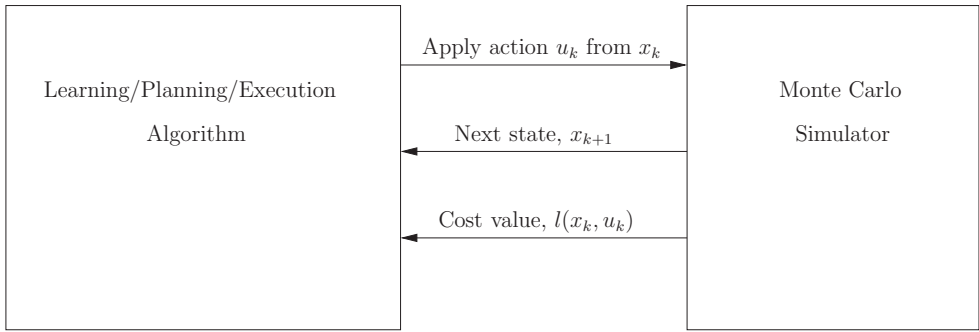 Learning/Planning/Execution
Algorithm
Apply action u_k from x_k
Next state, x_{k+1}
Cost value, l(x_k, u_k)
Monte Carlo
Simulator